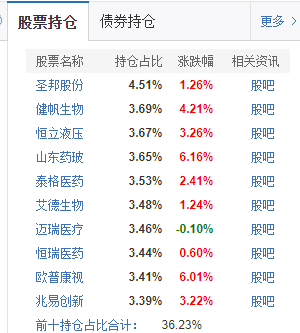 股票持仓 债券持仓 更多 >
股票名称 持仓占比 涨跌幅 相关资讯
圣邦股份 4.51% 1.26% 股吧
健帆生物 3.69% 4.21% 股吧
恒立液压 3.67% 3.26% 股吧
山东药玻 3.65% 6.16% 股吧
泰格医药 3.53% 2.41% 股吧
艾德生物 3.48% 1.24% 股吧
迈瑞医疗 3.46% -0.10% 股吧
恒瑞医药 3.44% 0.60% 股吧
欧普康视 3.41% 6.01% 股吧
兆易创新 3.39% 3.22% 股吧
前十持仓占比合计： 36.23%